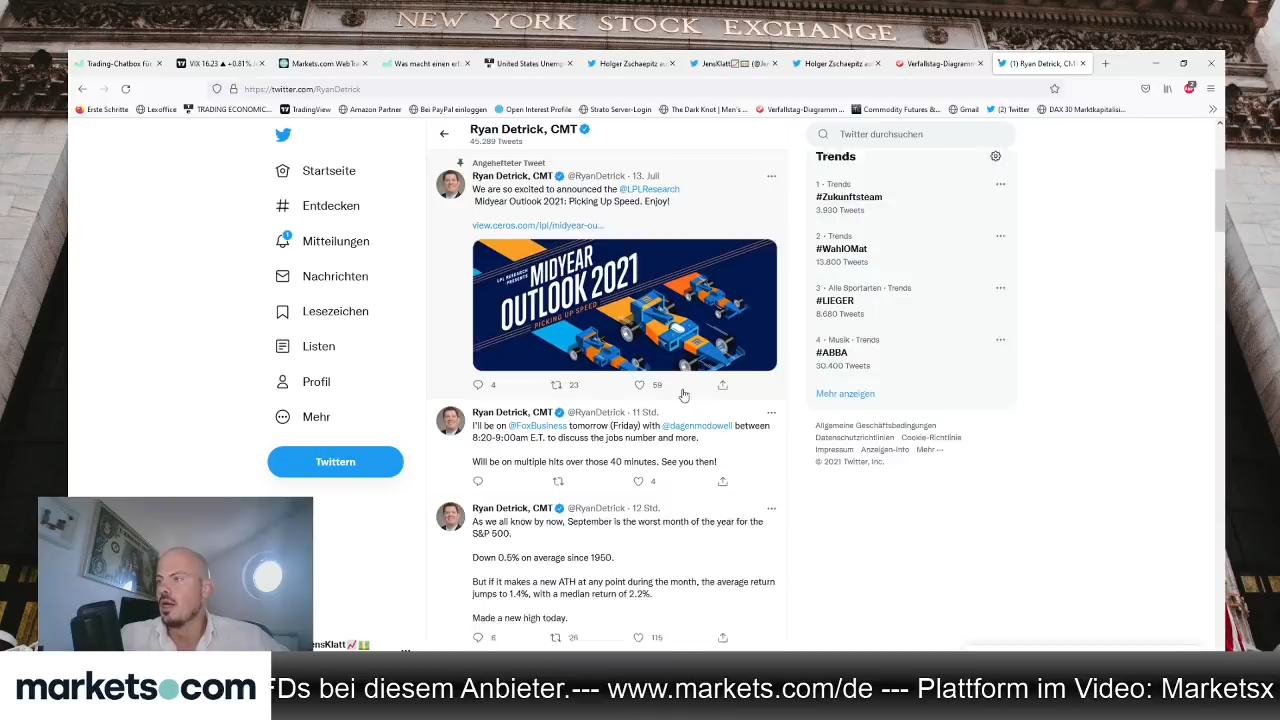 NEW YORK STOCK EXCHANGE
Trading-Chatbox für
VIX 16.23 ▲ +0.81%
Markets.com WebTra
Was macht einen erf
United States Unemp
Holger Zschaepitz au
JensKlatt
Holger Zschaepitz au
Verfallstag-Diagramm
(1) Ryan Detrick, CMT
https://twitter.com/RyanDetrick
Erste Schritte
Lexoffice
TRADING ECONOMIC...
TradingView
Amazon Partner
Bei PayPal einloggen
Open Interest Profile
Strato Server-Login
The Dark Knot | Men's ...
Verfallstag-Diagramm ...
Commodity Futures &...
Gmail
(2) Twitter
DAX 30 Marktkapitalisi...
Startseite
Entdecken
1
Mitteilungen
Nachrichten
Lesezeichen
Listen
Profil
Mehr
Twittern
Ryan Detrick, CMT
45.289 Tweets
Angehefteter Tweet
Ryan Detrick, CMT @RyanDetrick · 13. Juli
We are so excited to announced the @LPLResearch
Midyear Outlook 2021: Picking Up Speed. Enjoy!
view.ceros.com/lpl/midyear-ou...
LPL RESEARCH
PRESENTS
MIDYEAR
OUTLOOK 2021
PICKING UP SPEED
4 23 59
Ryan Detrick, CMT @RyanDetrick · 11 Std.
I'll be on @FoxBusiness tomorrow (Friday) with @dagenmcdowell between
8:20-9:00am E.T. to discuss the jobs number and more.
Will be on multiple hits over those 40 minutes. See you then!
4
Ryan Detrick, CMT @RyanDetrick · 12 Std.
As we all know by now, September is the worst month of the year for the
S&P 500.
Down 0.5% on average since 1950.
But if it makes a new ATH at any point during the month, the average return
jumps to 1.4%, with a median return of 2.2%.
Made a new high today.
6 26 115
Twitter durchsuchen
Trends
1 · Trends
#Zukunftsteam
3.930 Tweets
2 · Trends
#WahlOMat
13.800 Tweets
3 · Alle Sportarten · Trends
#LIEGER
8.680 Tweets
4 · Musik · Trends
#ABBA
30.400 Tweets
Mehr anzeigen
Allgemeine Geschäftsbedingungen
Datenschutzrichtlinien Cookie-Richtlinie
Impressum Anzeigen-Info Mehr ···
© 2021 Twitter, Inc.
JensKlatt
markets.com
FDs bei diesem Anbieter.--- www.markets.com/de --- Plattform im Video: Marketsx